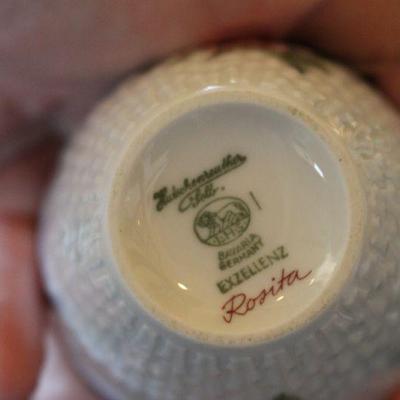 Hutschenreuther
Selb.
L.H.S.
BAVARIA
GERMANY
EXZELLENZ
Rosita